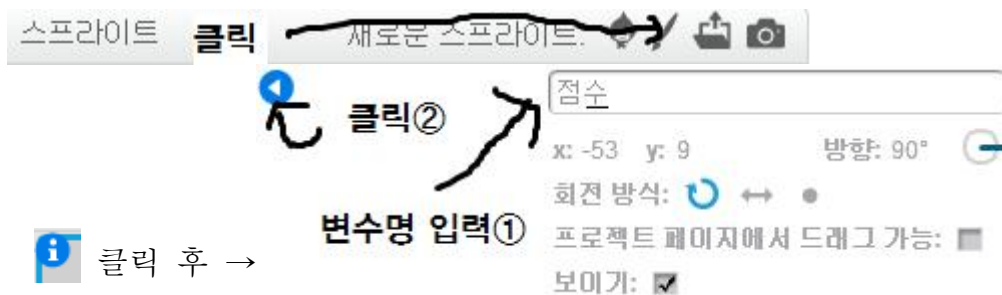 스프라이트 클릭 새로운 스프라이트:
클릭② 점수
x: -53 y: 9 방향: 90°
회전 방식:
변수명 입력① 프로젝트 페이지에서 드래그 가능:
i 클릭 후 →
보이기: